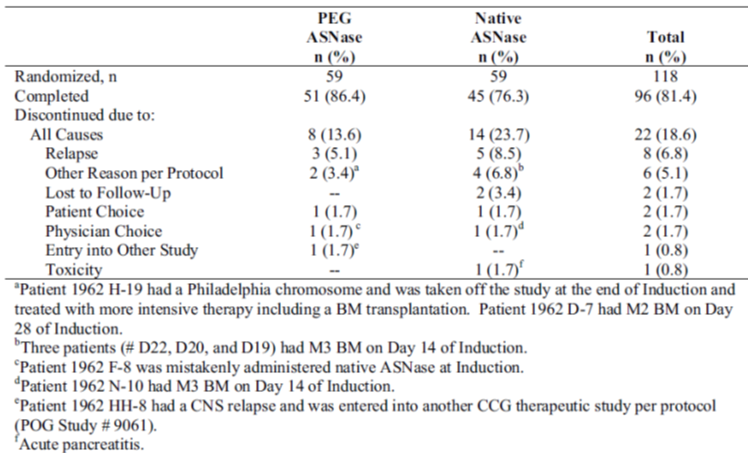 PEG Native
ASNase ASNase Total
n (%) n (%) n (%)
Randomized, n 59 59 118
Completed 51 (86.4) 45 (76.3) 96 (81.4)
Discontinued due to:
All Causes 8 (13.6) 14 (23.7) 22 (18.6)
Relapse 3 (5.1) 5 (8.5) 8 (6.8)
Other Reason per Protocol 2 (3.4)a 4 (6.8)b 6 (5.1)
Lost to Follow-Up -- 2 (3.4) 2 (1.7)
Patient Choice 1 (1.7) 1 (1.7) 2 (1.7)
Physician Choice 1 (1.7) c 1 (1.7)d 2 (1.7)
Entry into Other Study 1 (1.7)e -- 1 (0.8)
Toxicity -- 1 (1.7)f 1 (0.8)
aPatient 1962 H-19 had a Philadelphia chromosome and was taken off the study at the end of Induction and
treated with more intensive therapy including a BM transplantation. Patient 1962 D-7 had M2 BM on Day
28 of Induction.
bThree patients (# D22, D20, and D19) had M3 BM on Day 14 of Induction.
cPatient 1962 F-8 was mistakenly administered native ASNase at Induction.
dPatient 1962 N-10 had M3 BM on Day 14 of Induction.
ePatient 1962 HH-8 had a CNS relapse and was entered into another CCG therapeutic study per protocol
(POG Study # 9061).
fAcute pancreatitis.